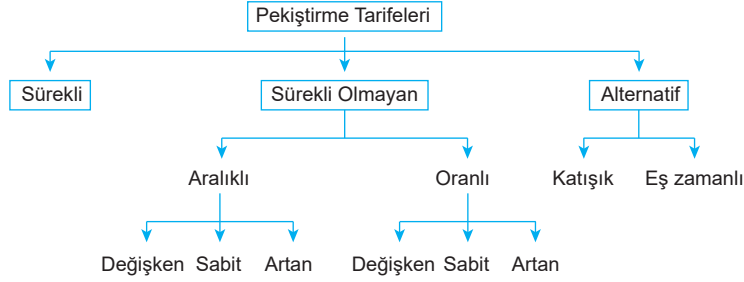 Pekiştirme Tarifeleri
Sürekli Sürekli Olmayan Alternatif
Aralıklı Oranlı Katışık Eş zamanlı
Değişken Sabit Artan Değişken Sabit Artan